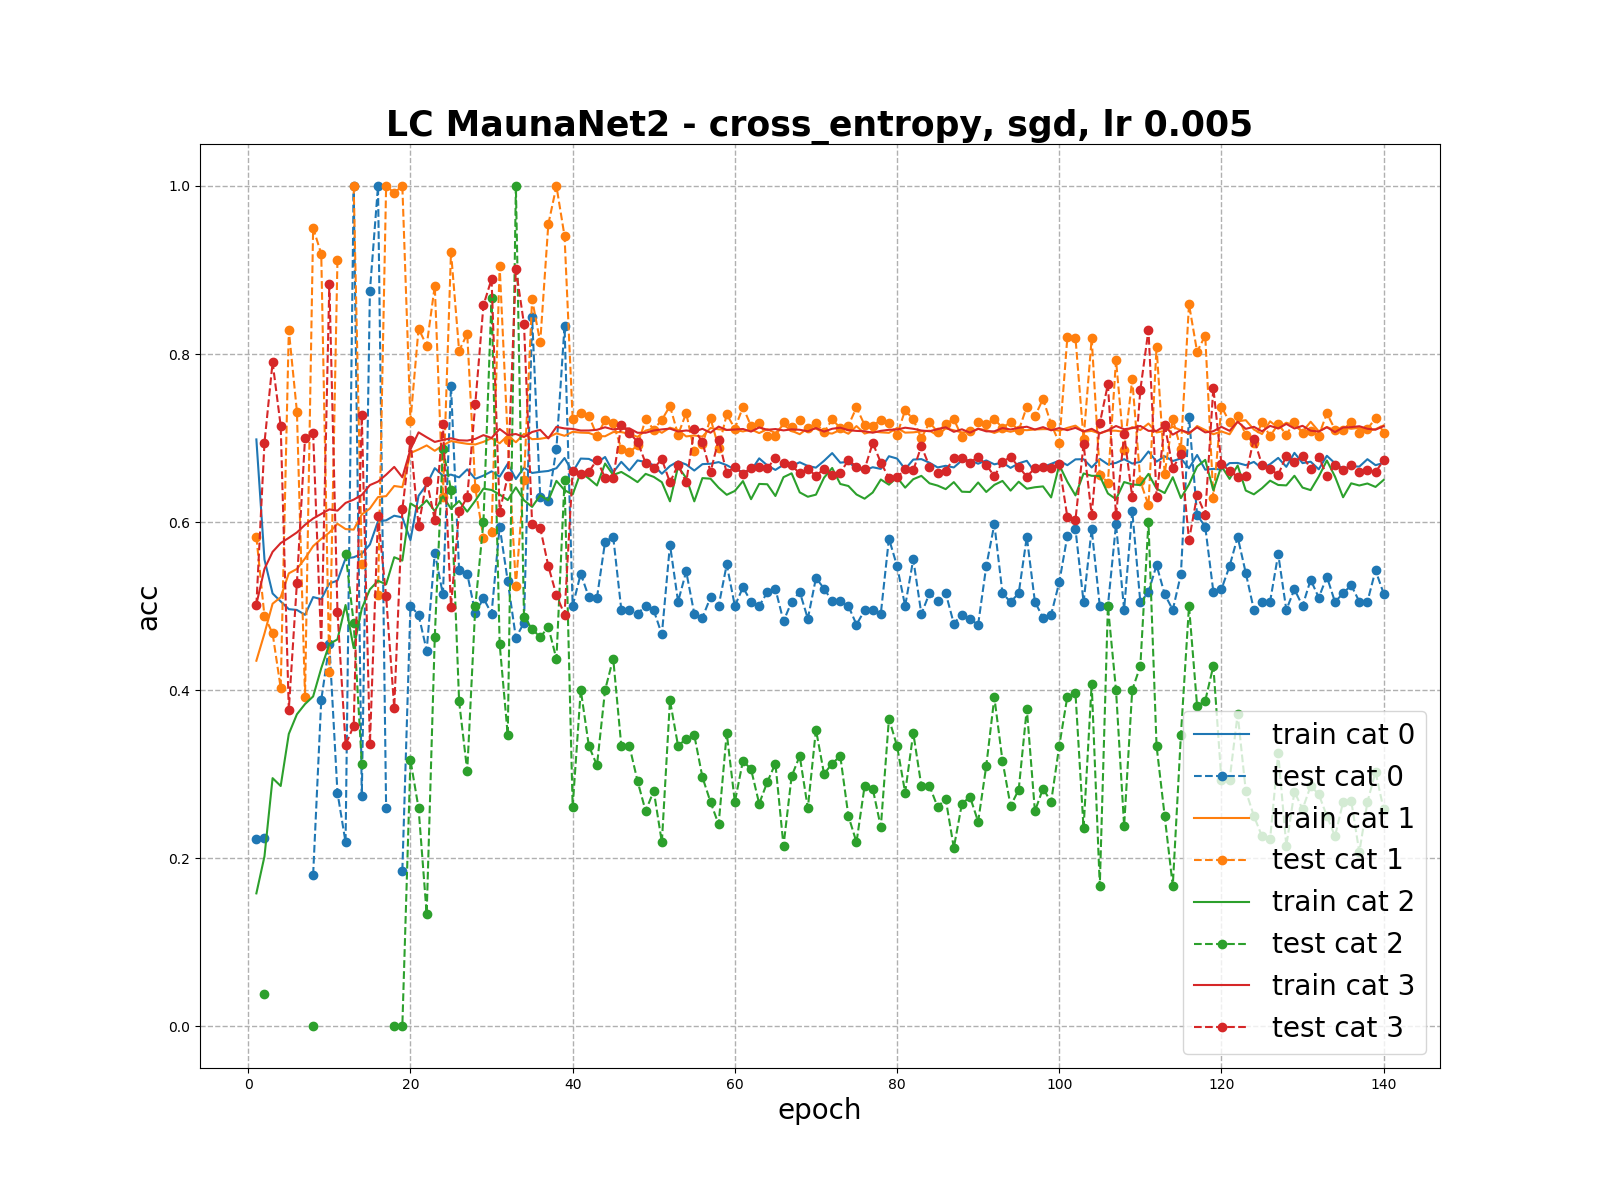 LC MaunaNet2 - cross_entropy, sgd, lr 0.005
acc
1.0
0.8
0.6
0.4
0.2
0.0
0 20 40 60 80 100 120 140
epoch
train cat 0
test cat 0
train cat 1
test cat 1
train cat 2
test cat 2
train cat 3
test cat 3